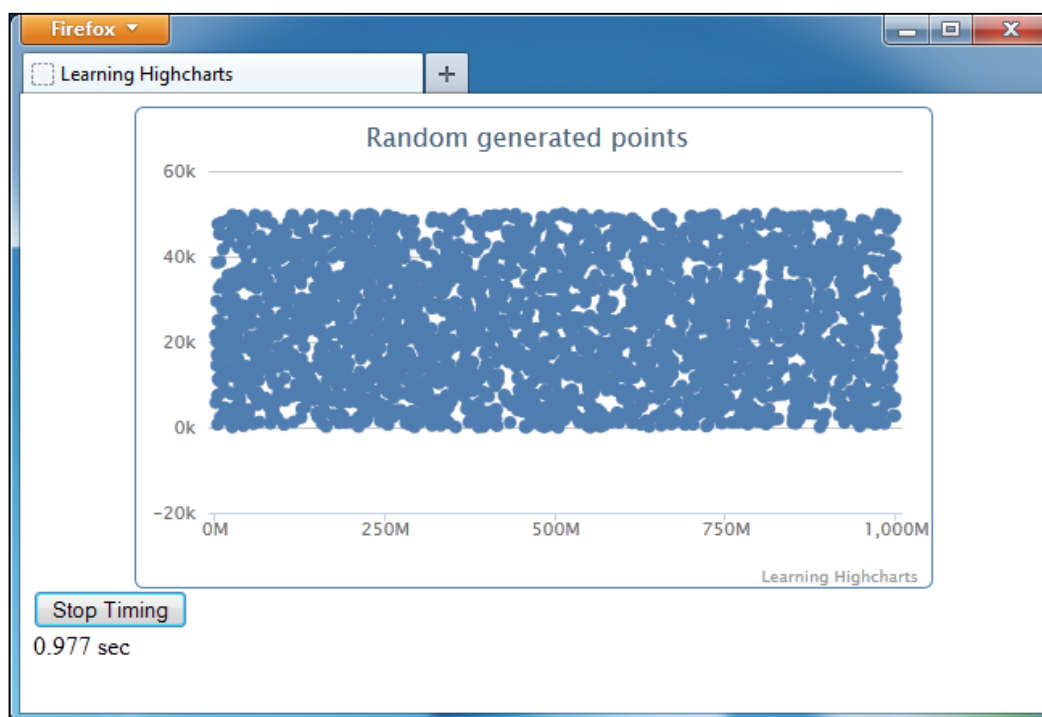 Firefox
Learning Highcharts
Random generated points
60k
40k
20k
0k
−20k
0M 250M 500M 750M 1,000M
Learning Highcharts
Stop Timing
0.977 sec